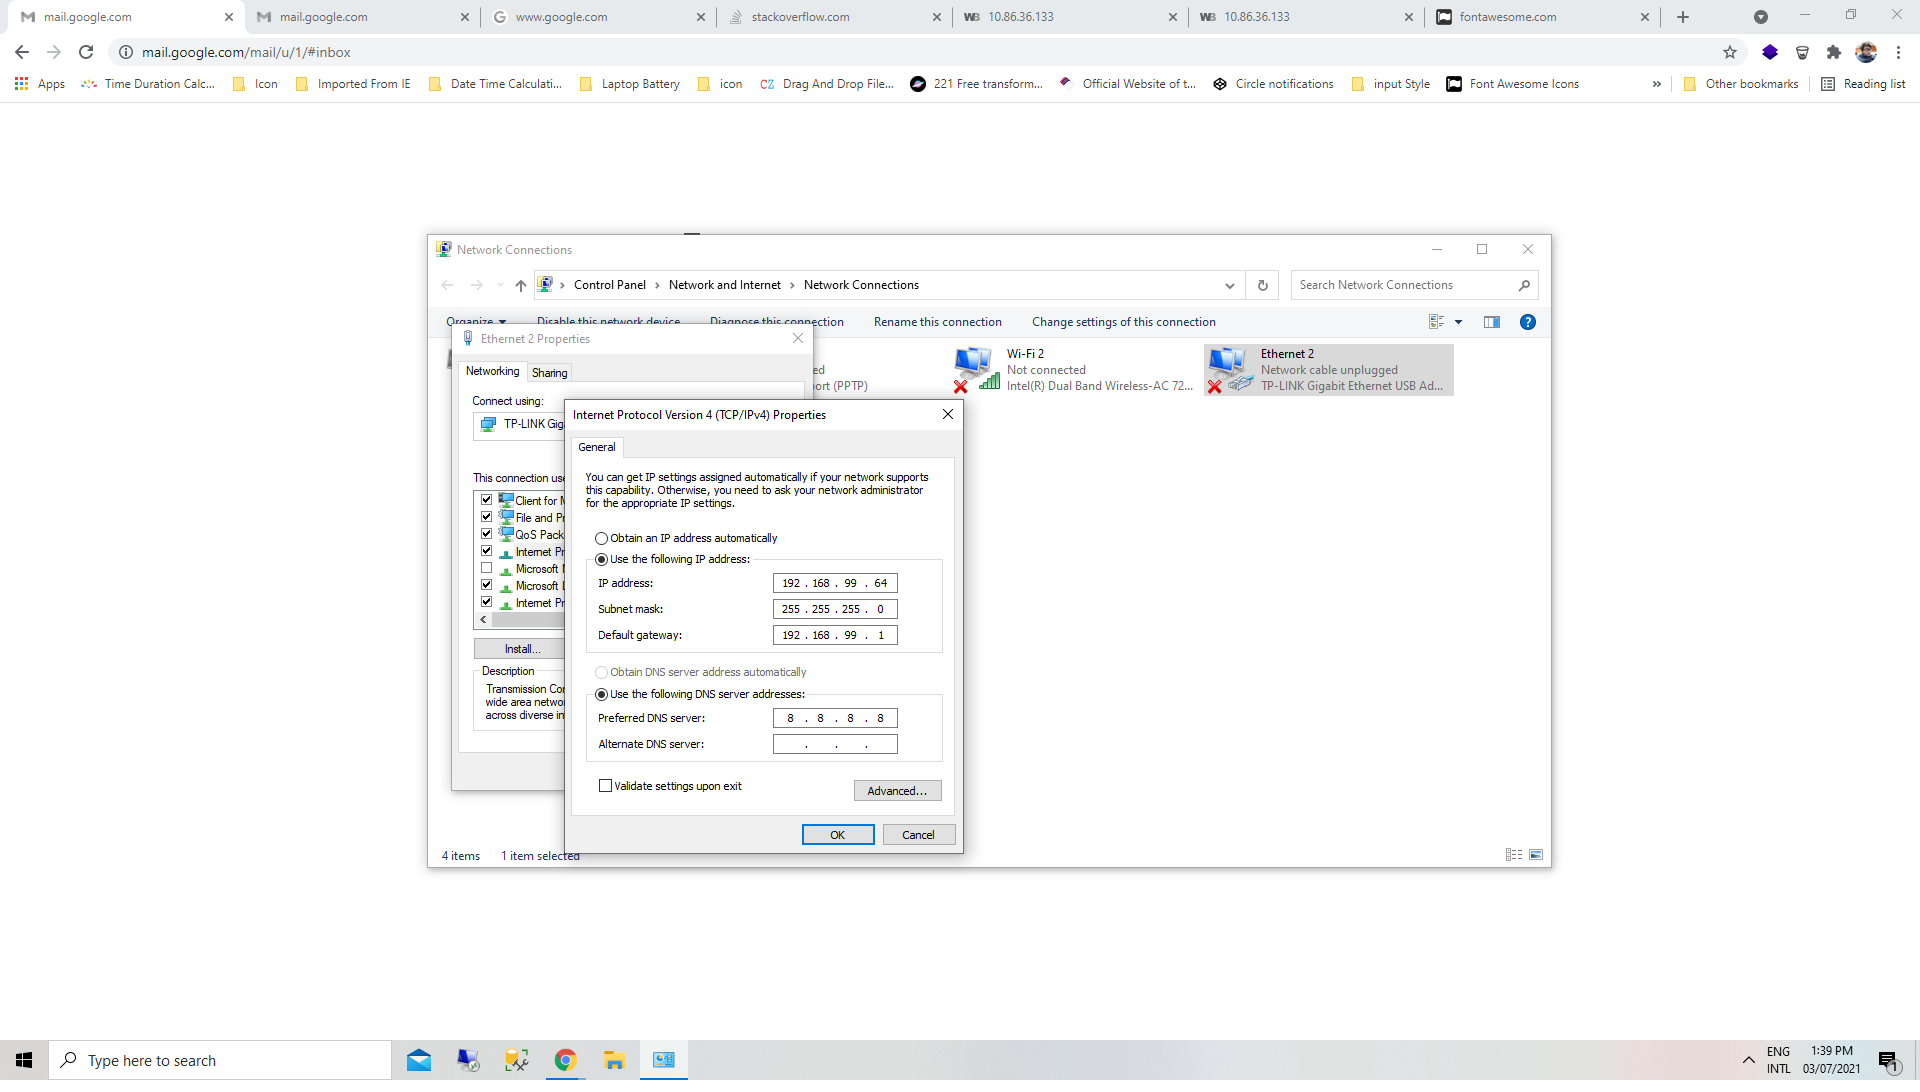 mail.google.com
mail.google.com
www.google.com
stackoverflow.com
WB 10.86.36.133
WB 10.86.36.133
fontawesome.com
mail.google.com/mail/u/1/#inbox
Apps
Time Duration Calc...
Icon
Imported From IE
Date Time Calculati...
Laptop Battery
icon
CZ Drag And Drop File...
221 Free transform...
Official Website of t...
Circle notifications
input Style
Font Awesome Icons
»
Other bookmarks
Reading list
Network Connections
Control Panel > Network and Internet > Network Connections
Search Network Connections
Organize
Disable this network device
Diagnose this connection
Rename this connection
Change settings of this connection
Ethernet 2 Properties
Networking
Sharing
Connect using:
TP-LINK Gig
This connection use
Client for M
File and Pr
QoS Pack
Internet Pr
Microsoft N
Microsoft L
Internet Pr
Install...
Description
Transmission Cor
wide area netwo
across diverse in
ed
ort (PPTP)
Wi-Fi 2
Not connected
Intel(R) Dual Band Wireless-AC 72...
Ethernet 2
Network cable unplugged
TP-LINK Gigabit Ethernet USB Ad...
Internet Protocol Version 4 (TCP/IPv4) Properties
General
You can get IP settings assigned automatically if your network supports
this capability. Otherwise, you need to ask your network administrator
for the appropriate IP settings.
Obtain an IP address automatically
Use the following IP address:
IP address: 192 . 168 . 99 . 64
Subnet mask: 255 . 255 . 255 . 0
Default gateway: 192 . 168 . 99 . 1
Obtain DNS server address automatically
Use the following DNS server addresses:
Preferred DNS server: 8 . 8 . 8 . 8
Alternate DNS server: . . .
Validate settings upon exit
Advanced...
OK
Cancel
4 items
1 item selected
Type here to search
ENG
INTL
1:39 PM
03/07/2021
1